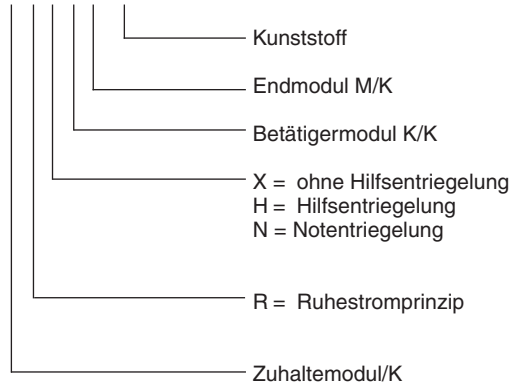 Kunststoff
Endmodul M/K
Betätigermodul K/K
X = ohne Hilfsentriegelung
H = Hilfsentriegelung
N = Notentriegelung
R = Ruhestromprinzip
Zuhaltemodul/K